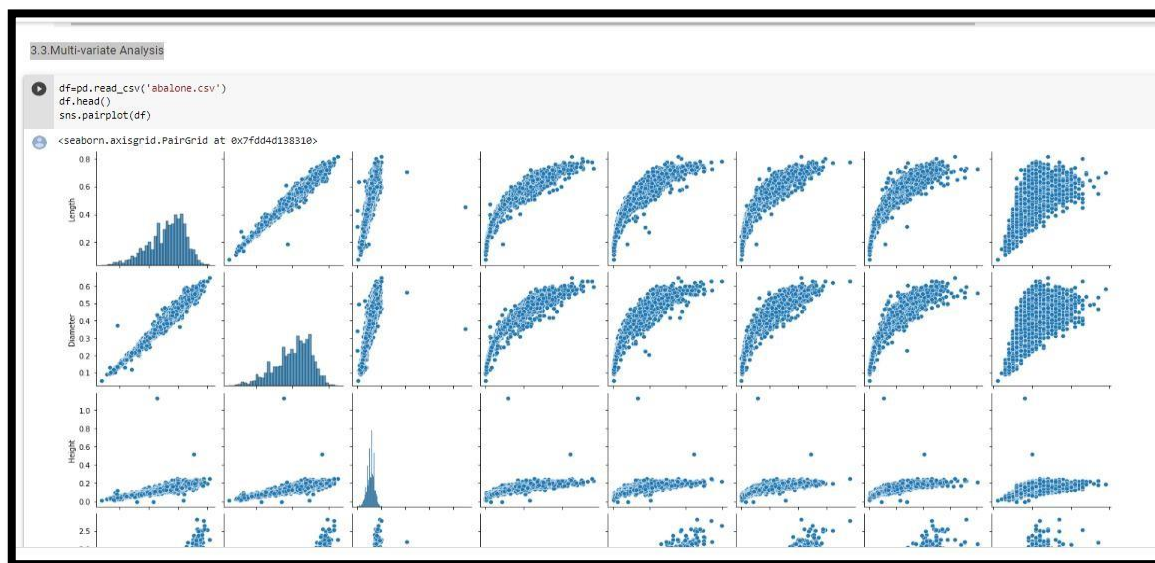 3.3.Multi-variate Analysis
df=pd.read_csv('abalone.csv')
df.head()
sns.pairplot(df)
<seaborn.axisgrid.PairGrid at 0x7fdd4d138310>
0.8
0.6
0.4
0.2
Length
0.6
0.5
0.4
0.3
0.2
0.1
Diameter
1.0
0.8
0.6
0.4
0.2
0.0
Height
2.5